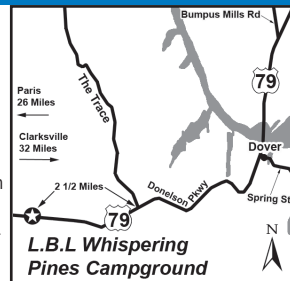 Bumpus Mills Rd
79
Paris
26 Miles
The Trace
Clarksville
32 Miles
Dover
2 1/2 Miles
Donelson Pkwy
Spring St
79
N
L.B.L Whispering
Pines Campground